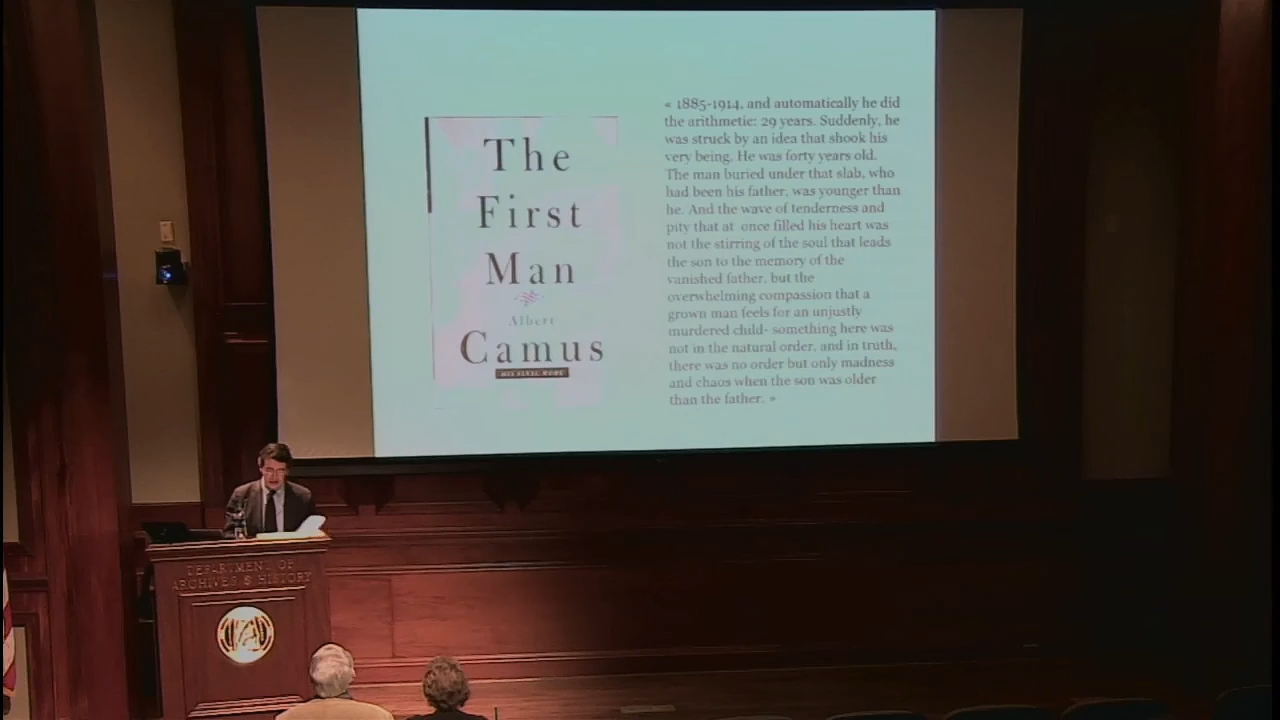 The
First
Man
Albert
Camus
HIS FINAL WORK
« 1885-1914, and automatically he did
the arithmetic: 29 years. Suddenly, he
was struck by an idea that shook his
very being. He was forty years old.
The man buried under that slab, who
had been his father, was younger than
he. And the wave of tenderness and
pity that at once filled his heart was
not the stirring of the soul that leads
the son to the memory of the
vanished father, but the
overwhelming compassion that a
grown man feels for an unjustly
murdered child- something here was
not in the natural order, and in truth,
there was no order but only madness
and chaos when the son was older
than the father. »
DEPARTMENT OF
ARCHIVES & HISTORY